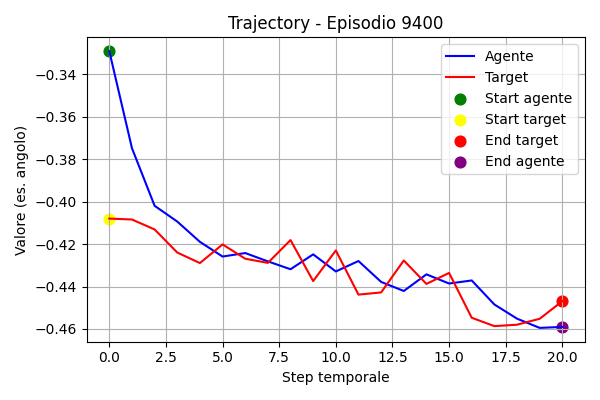 Trajectory - Episodio 9400
Agente
Target
Start agente
Start target
End target
End agente
Valore (es. angolo)
−0.34
−0.36
−0.38
−0.40
−0.42
−0.44
−0.46
0.0 2.5 5.0 7.5 10.0 12.5 15.0 17.5 20.0
Step temporale